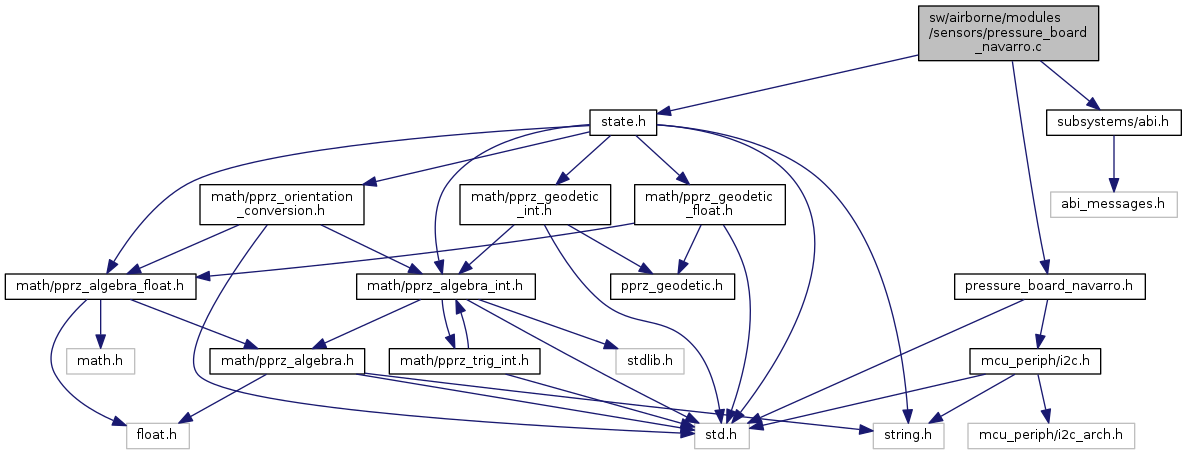 sw/airborne/modules
/sensors/pressure_board
_navarro.c
state.h
subsystems/abi.h
math/pprz_orientation
_conversion.h
math/pprz_geodetic
_int.h
math/pprz_geodetic
_float.h
abi_messages.h
math/pprz_algebra_float.h
math/pprz_algebra_int.h
pprz_geodetic.h
pressure_board_navarro.h
math.h
math/pprz_algebra.h
math/pprz_trig_int.h
stdlib.h
mcu_periph/i2c.h
float.h
std.h
string.h
mcu_periph/i2c_arch.h